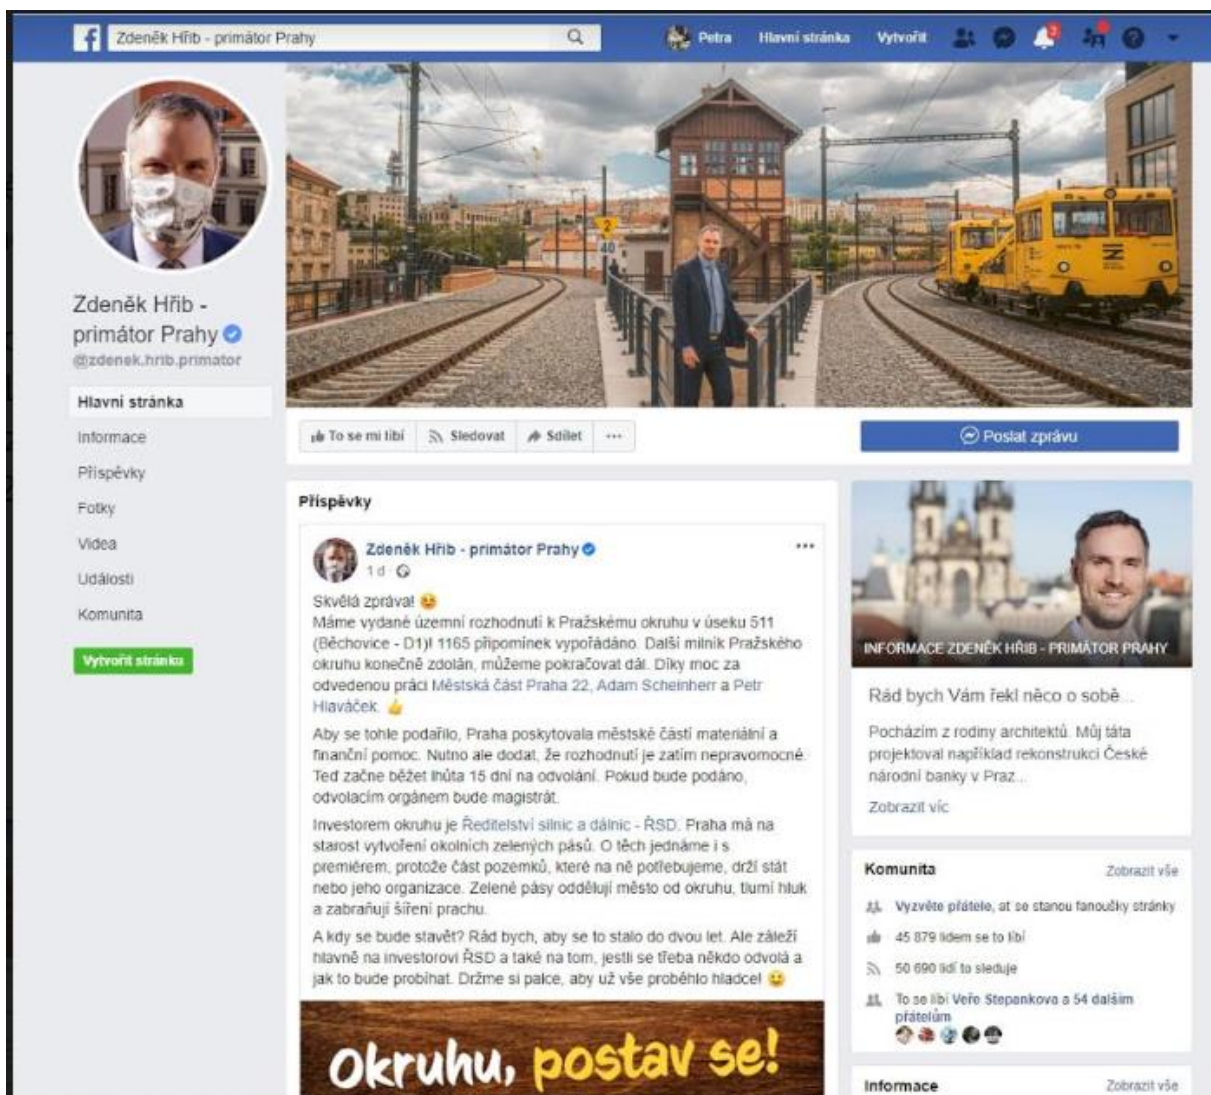 Zdeněk Hřib - primátor Prahy
Petra
Hlavní stránka
Vytvořit
3
2
40
Zdeněk Hřib -
primátor Prahy
@zdenek.hrib.primator
Hlavní stránka
Informace
Příspěvky
Fotky
Videa
Události
Komunita
Vytvořit stránku
To se mi líbí
Sledovat
Sdílet
Poslat zprávu
Příspěvky
Zdeněk Hřib - primátor Prahy
1 d
Skvělá zpráva!
Máme vydané územní rozhodnutí k Pražskému okruhu v úseku 511
(Běchovice - D1)! 1165 připomínek vypořádáno. Další milník Pražského
okruhu konečně zdolán, můžeme pokračovat dál. Díky moc za
odvedenou práci Městská část Praha 22, Adam Scheinherr a Petr
Hlaváček.
Aby se tohle podařilo, Praha poskytovala městské částí materiální a
finanční pomoc. Nutno ale dodat, že rozhodnutí je zatím nepravomocné.
Teď začne běžet lhůta 15 dní na odvolání. Pokud bude podáno,
odvolacím orgánem bude magistrát.
Investorem okruhu je Ředitelství silnic a dálnic - ŘSD. Praha má na
starost vytvoření okolních zelených pásů. O těch jednáme i s
premiérem, protože část pozemků, které na ně potřebujeme, drží stát
nebo jeho organizace. Zelené pásy oddělují město od okruhu, tlumí hluk
a zabraňují šíření prachu.
A kdy se bude stavět? Rád bych, aby se to stalo do dvou let. Ale záleží
hlavně na investorovi ŘSD a také na tom, jestli se třeba někdo odvolá a
jak to bude probíhat. Držme si palce, aby už vše proběhlo hladce!
Okruhu, postav se!
INFORMACE ZDENĚK HŘIB - PRIMÁTOR PRAHY
Rád bych Vám řekl něco o sobě...
Pocházím z rodiny architektů. Můj táta
projektoval například rekonstrukci České
národní banky v Praz...
Zobrazit víc
Komunita
Zobrazit vše
Vyzvěte přátele, at se stanou fanoušky stránky
45 879 lidem se to líbí
50 690 lidí to sleduje
To se líbí Veře Stepankova a 54 dalším
přátelům
Informace
Zobrazit vše